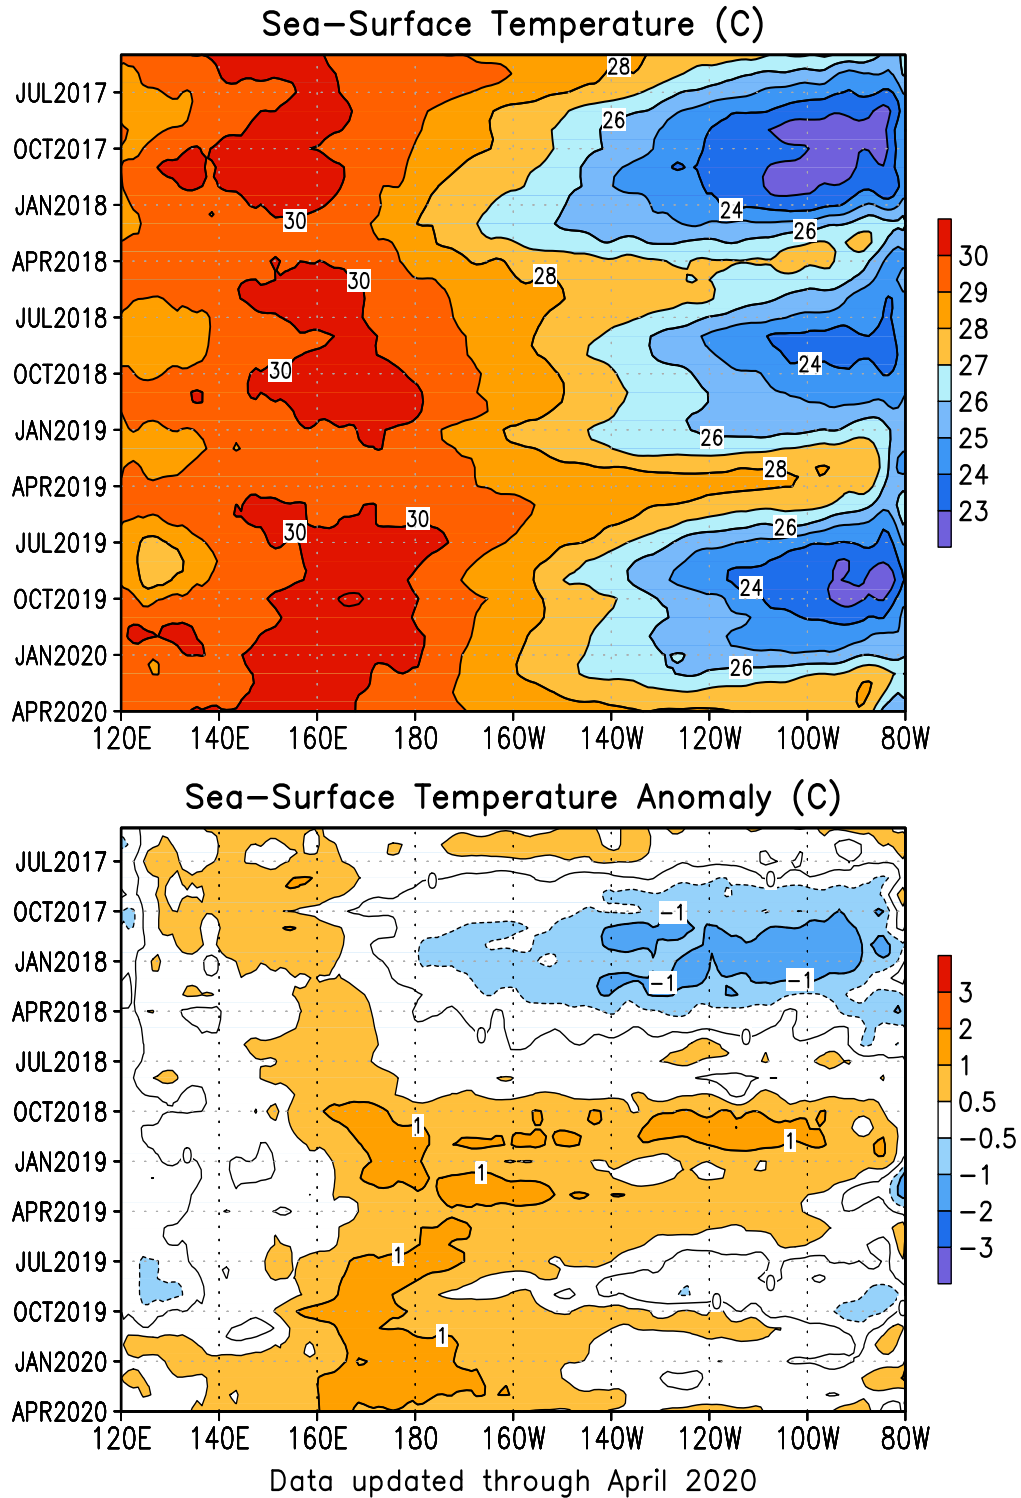 Sea-Surface Temperature (C)
28
JUL2017
26
OCT2017
24
JAN2018
30
26
APR2018
30
28
30
29
JUL2018
28
24
30
27
OCT2018
26
JAN2019
26
25
28
24
APR2019
23
30
30
26
JUL2019
24
OCT2019
JAN2020
26
APR2020
120E 140E 160E 180 160W 140W 120W 100W 80W
Sea-Surface Temperature Anomaly (C)
JUL2017
0 0
OCT2017
-1
JAN2018
-1 -1
3
APR2018
0 0
2
JUL2018
1
OCT2018
0.5
1
1
-0.5
JAN2019
0
1
-1
APR2019
-2
1
-3
JUL2019
0
0
OCT2019
0
1
JAN2020
APR2020
120E 140E 160E 180 160W 140W 120W 100W 80W
Data updated through April 2020